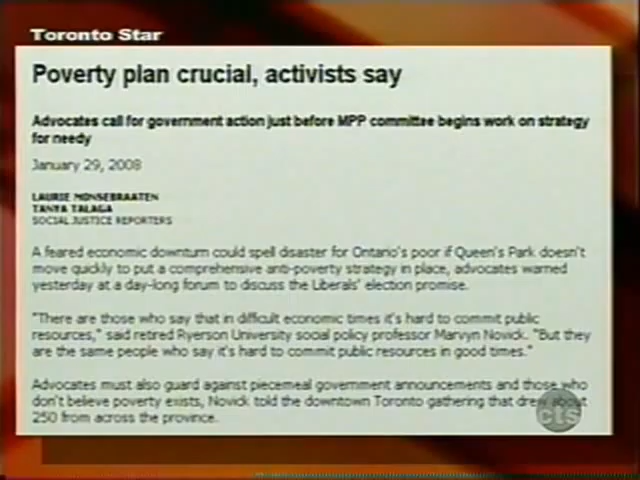 Toronto Star
Poverty plan crucial, activists say
Advocates call for government action just before MPP committee begins work on strategy
for needy
January 29, 2008
LAURIE MONSEBRAATEN
TANYA TALAGA
SOCIAL JUSTICE REPORTERS
A feared economic downturn could spell disaster for Ontario's poor if Queen's Park doesn't
move quickly to put a comprehensive anti-poverty strategy in place, advocates warned
yesterday at a day-long forum to discuss the Liberals' election promise.
"There are those who say that in difficult economic times it's hard to commit public
resources," said retired Ryerson University social policy professor Marvyn Novick. "But they
are the same people who say it's hard to commit public resources in good times."
Advocates must also guard against piecemeal government announcements and those who
don't believe poverty exists, Novick told the downtown Toronto gathering that drew about
250 from across the province.
cts